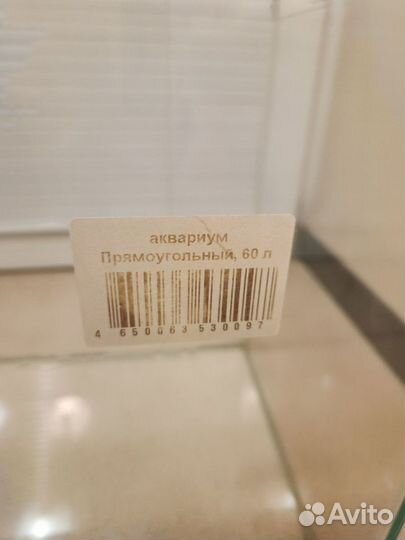 аквариум
Прямоугольный, 60 л
4 650063 530097
Avito